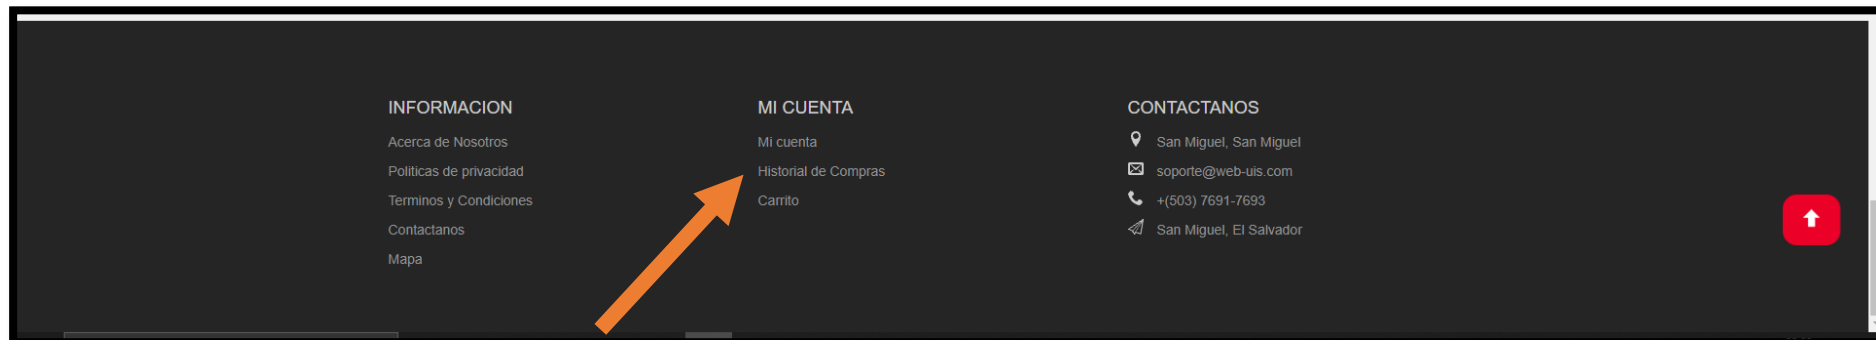 INFORMACION
Acerca de Nosotros
Politicas de privacidad
Terminos y Condiciones
Contactanos
Mapa
MI CUENTA
Mi cuenta
Historial de Compras
Carrito
CONTACTANOS
San Miguel, San Miguel
soporte@web-uis.com
+(503) 7691-7693
San Miguel, El Salvador